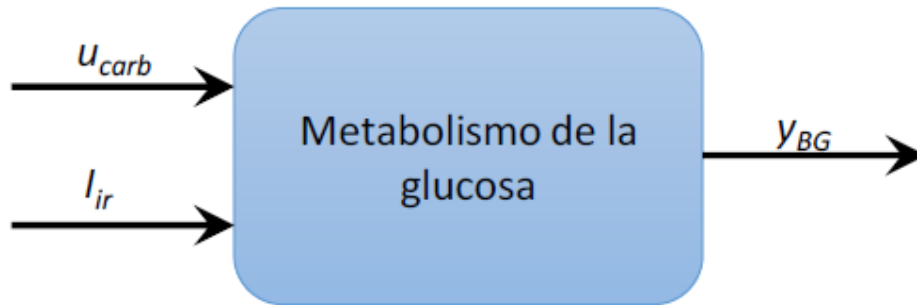 u_carb
Metabolismo de la
glucosa
y_BG
I_ir